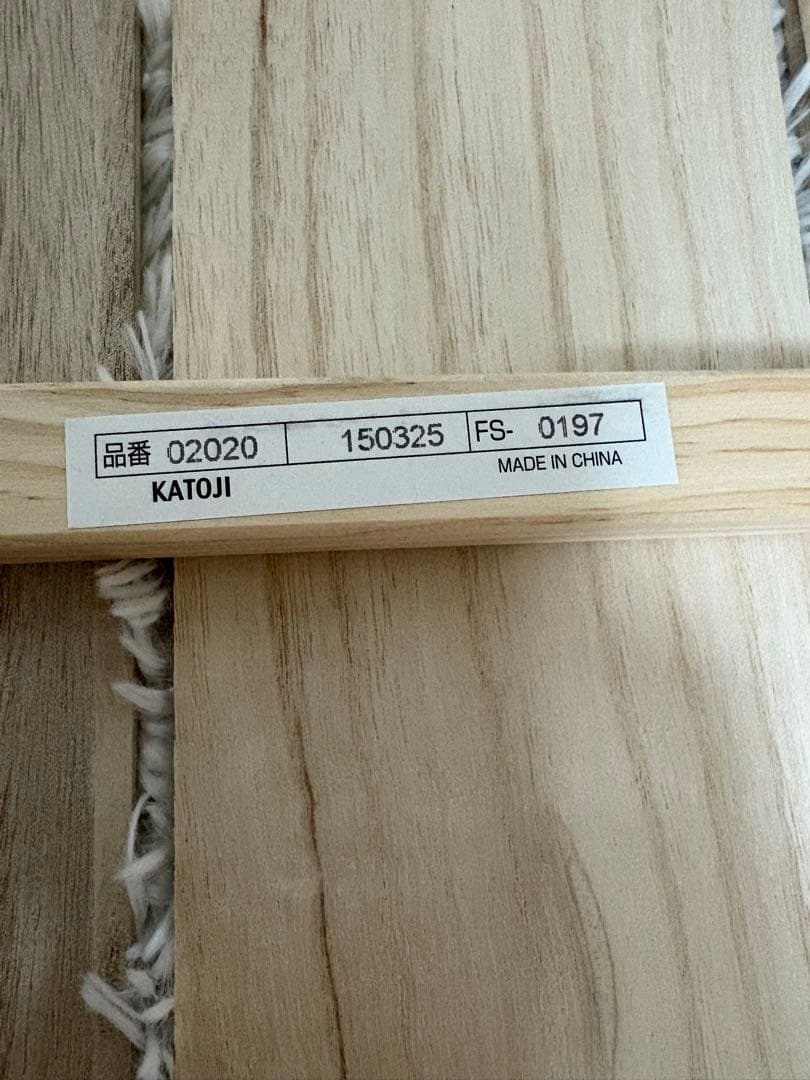 品番 02020 150325 FS- 0197
KATOJI MADE IN CHINA